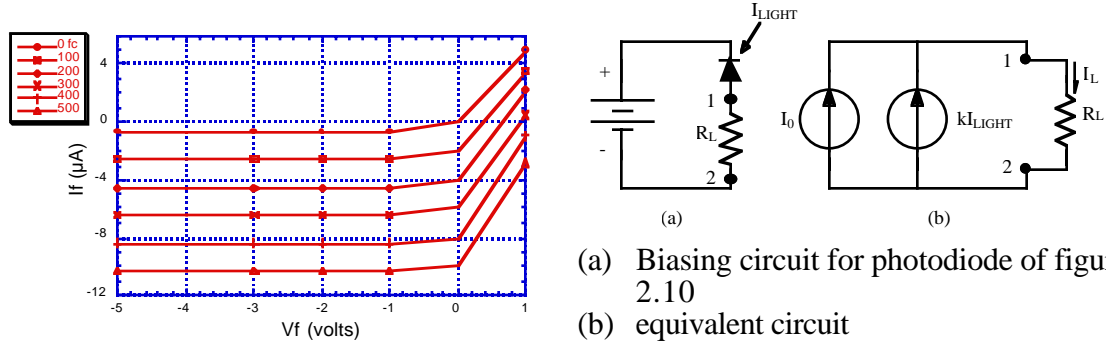 0 fc
100
200
300
400
500
4
0
-4
-8
-12
If (µA)
-5
-4
-3
-2
-1
0
1
Vf (volts)
I_LIGHT
+
-
1
R_L
2
(a)
I_0
kI_LIGHT
1
I_L
R_L
2
(b)
(a) Biasing circuit for photodiode of figur
2.10
(b) equivalent circuit